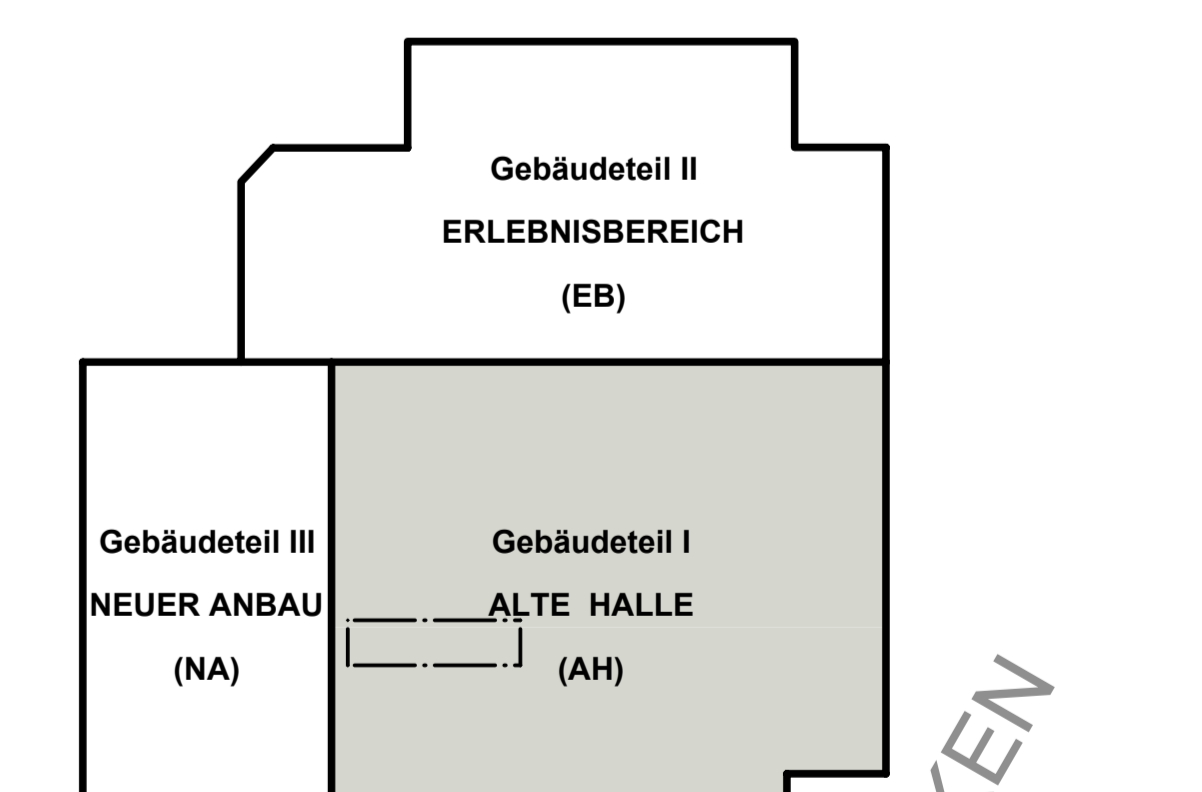 Gebäudeteil II
ERLEBNISBEREICH
(EB)
Gebäudeteil III
NEUER ANBAU
(NA)
Gebäudeteil I
ALTE HALLE
(AH)